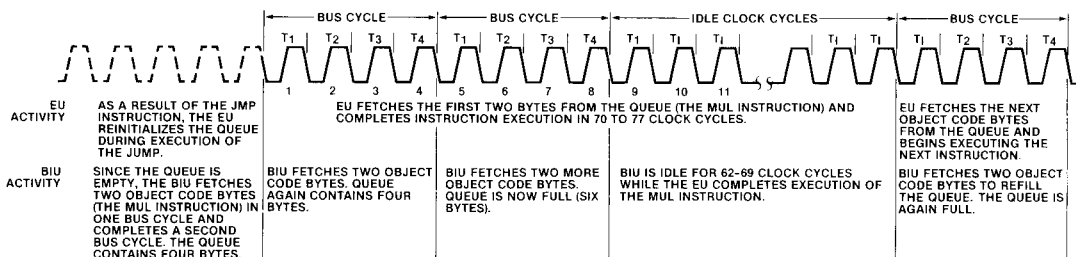 BUS CYCLE BUS CYCLE IDLE CLOCK CYCLES BUS CYCLE
T1 T2 T3 T4 T1 T2 T3 T4 T1 TI TI TI TI T1 T2 T3 T4
1 2 3 4 5 6 7 8 9 10 11
EU ACTIVITY
AS A RESULT OF THE JMP
INSTRUCTION, THE EU
REINITIALIZES THE QUEUE
DURING EXECUTION OF
THE JUMP.
EU FETCHES THE FIRST TWO BYTES FROM THE QUEUE (THE MUL INSTRUCTION) AND
COMPLETES INSTRUCTION EXECUTION IN 70 TO 77 CLOCK CYCLES.
EU FETCHES THE NEXT
OBJECT CODE BYTES
FROM THE QUEUE AND
BEGINS EXECUTING THE
NEXT INSTRUCTION.
BIU ACTIVITY
SINCE THE QUEUE IS
EMPTY, THE BIU FETCHES
TWO OBJECT CODE BYTES
(THE MUL INSTRUCTION) IN
ONE BUS CYCLE AND
COMPLETES A SECOND
BUS CYCLE. THE QUEUE
CONTAINS FOUR BYTES.
BIU FETCHES TWO OBJECT
CODE BYTES. QUEUE
AGAIN CONTAINS FOUR
BYTES.
BIU FETCHES TWO MORE
OBJECT CODE BYTES.
QUEUE IS NOW FULL (SIX
BYTES).
BIU IS IDLE FOR 62-69 CLOCK CYCLES
WHILE THE EU COMPLETES EXECUTION OF
THE MUL INSTRUCTION.
BIU FETCHES TWO OBJECT
CODE BYTES TO REFILL
THE QUEUE. THE QUEUE IS
AGAIN FULL.